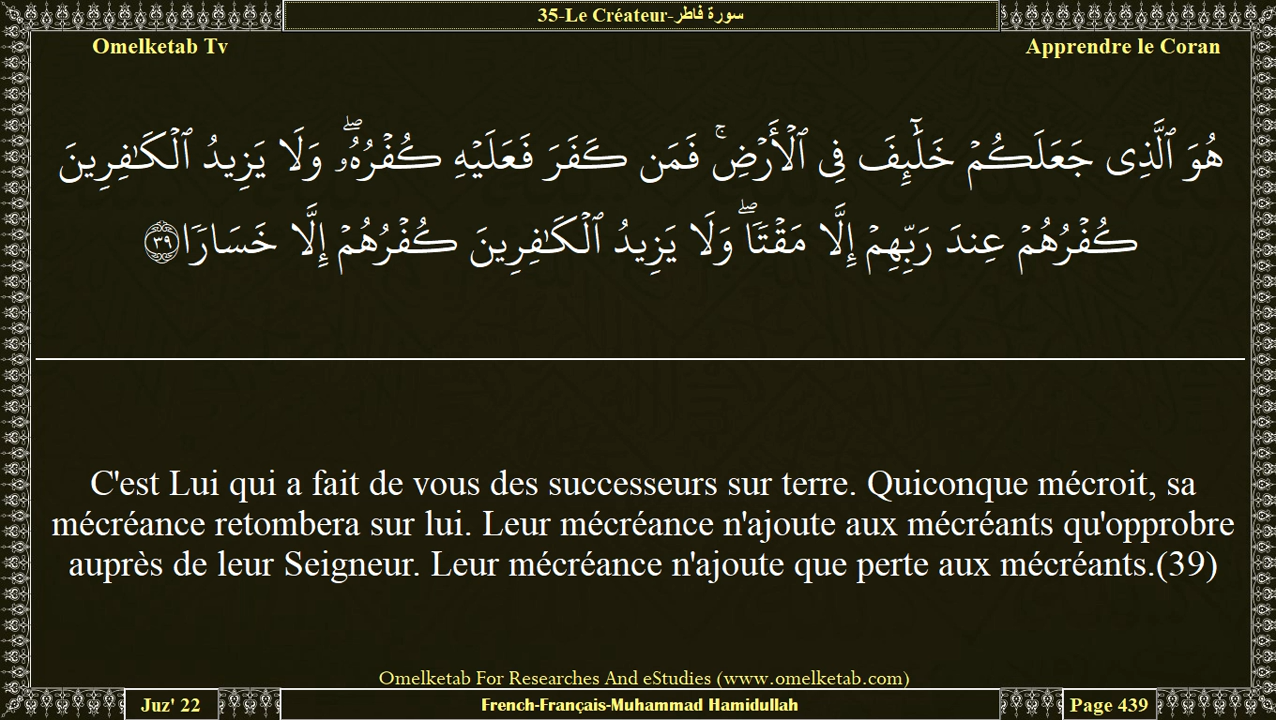 35-Le Créateur-سورة فاطر
Omelketab Tv
Apprendre le Coran
هُوَ ٱلَّذِى جَعَلَكُمْ خَلَٰٓئِفَ فِى ٱلْأَرْضِ ۚ فَمَن كَفَرَ فَعَلَيْهِ كُفْرُهُۥ ۖ وَلَا يَزِيدُ ٱلْكَٰفِرِينَ
كُفْرُهُمْ عِندَ رَبِّهِمْ إِلَّا مَقْتًا ۖ وَلَا يَزِيدُ ٱلْكَٰفِرِينَ كُفْرُهُمْ إِلَّا خَسَارًا ٣٩
C'est Lui qui a fait de vous des successeurs sur terre. Quiconque mécroit, sa
mécréance retombera sur lui. Leur mécréance n'ajoute aux mécréants qu'opprobre
auprès de leur Seigneur. Leur mécréance n'ajoute que perte aux mécréants.(39)
Omelketab For Researches And eStudies (www.omelketab.com)
Juz' 22
French-Français-Muhammad Hamidullah
Page 439